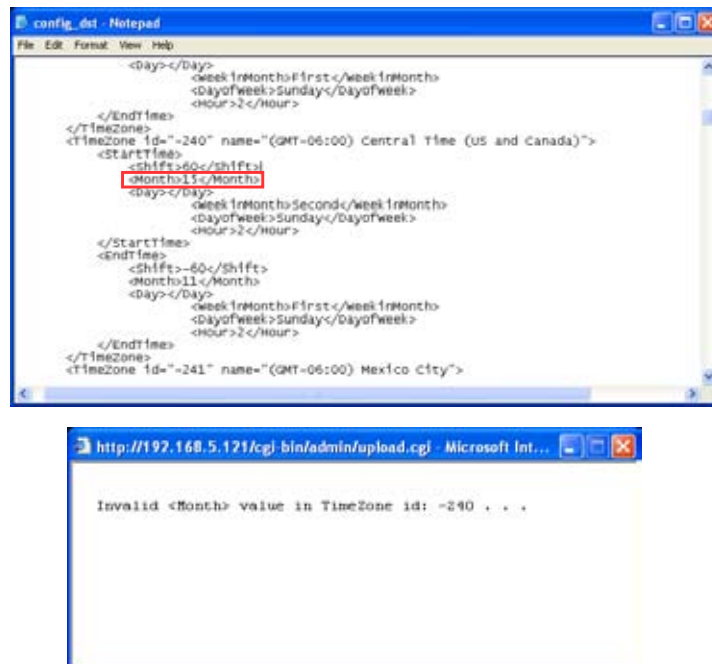 config_dst - Notepad
File Edit Format View Help
<Day></Day>
<WeekInMonth>First</WeekInMonth>
<DayofWeek>Sunday</DayofWeek>
<Hour>2</Hour>
</EndTime>
</TimeZone>
<TimeZone id="-240" name="(GMT-06:00) Central Time (US and Canada)">
<StartTime>
<Shift>60</Shift>
<Month>15</Month>
<Day></Day>
<WeekInMonth>Second</WeekInMonth>
<DayofWeek>Sunday</DayofWeek>
<Hour>2</Hour>
</StartTime>
<EndTime>
<Shift>-60</Shift>
<Month>11</Month>
<Day></Day>
<WeekInMonth>First</WeekInMonth>
<DayofWeek>Sunday</DayofWeek>
<Hour>2</Hour>
</EndTime>
</TimeZone>
<TimeZone id="-241" name="(GMT-06:00) Mexico City">
http://192.168.5.121/cgi-bin/admin/upload.cgi - Microsoft Int...
Invalid <Month> value in TimeZone id: -240 . . .